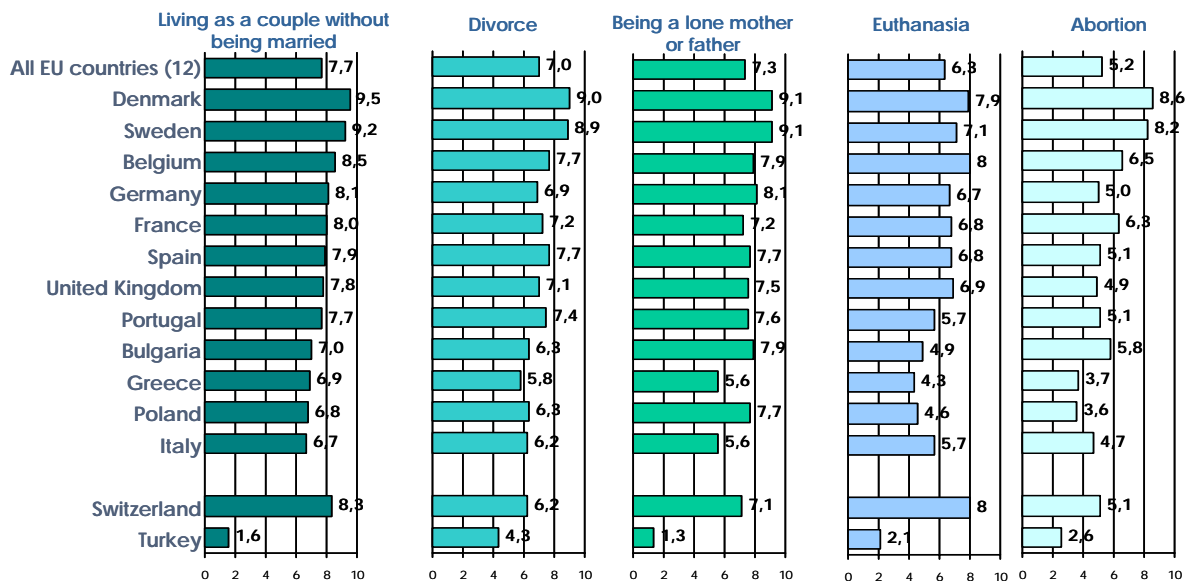 Living as a couple without
being married
Divorce
Being a lone mother
or father
Euthanasia
Abortion
All EU countries (12) 7,7 7,0 7,3 6,3 5,2
Denmark 9,5 9,0 9,1 7,9 8,6
Sweden 9,2 8,9 9,1 7,1 8,2
Belgium 8,5 7,7 7,9 8 6,5
Germany 8,1 6,9 8,1 6,7 5,0
France 8,0 7,2 7,2 6,8 6,3
Spain 7,9 7,7 7,7 6,8 5,1
United Kingdom 7,8 7,1 7,5 6,9 4,9
Portugal 7,7 7,4 7,6 5,7 5,1
Bulgaria 7,0 6,3 7,9 4,9 5,8
Greece 6,9 5,8 5,6 4,3 3,7
Poland 6,8 6,3 7,7 4,6 3,6
Italy 6,7 6,2 5,6 5,7 4,7
Switzerland 8,3 6,2 7,1 8 5,1
Turkey 1,6 4,3 1,3 2,1 2,6
0 2 4 6 8 10 0 2 4 6 8 10 0 2 4 6 8 10 0 2 4 6 8 10 0 2 4 6 8 10